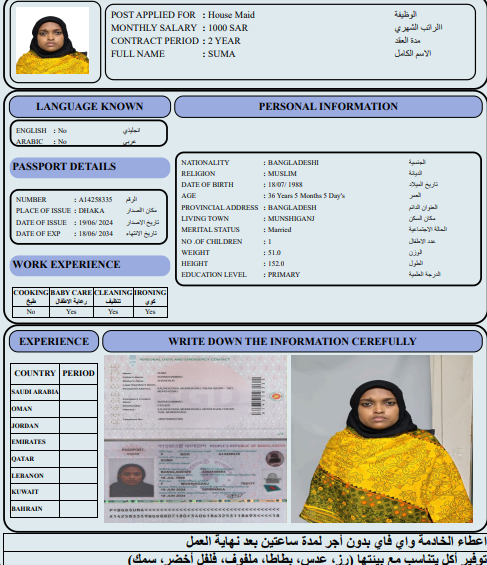 POST APPLIED FOR : House Maid الوظيفة
MONTHLY SALARY : 1000 SAR االراتب الشهري
CONTRACT PERIOD : 2 YEAR مدة العقد
FULL NAME : SUMA الاسم الكامل
LANGUAGE KNOWN
ENGLISH : No انجليزي
ARABIC : No عربي
PERSONAL INFORMATION
PASSPORT DETAILS
NUMBER : A14258335 الرقم
PLACE OF ISSUE : DHAKA مكان الاصدار
DATE OF ISSUE : 19/06/ 2024 تاريخ الاصدار
DATE OF EXP : 18/06/ 2034 تاريخ الانتهاء
NATIONALITY : BANGLADESHI الجنسية
RELIGION : MUSLIM الديانة
DATE OF BIRTH : 18/07/ 1988 تاريخ الميلاد
AGE : 36 Years 5 Months 5 Day's العمر
PROVINCIAL ADDRESS : BANGLADESH العنوان الدائم
LIVING TOWN : MUNSHIGANJ مكان السكن
MERITAL STATUS : Married الحالة الاجتماعية
NO .OF CHILDREN : 1 عدد الاطفال
WEIGHT : 51.0 الوزن
HEIGHT : 152.0 الطول
EDUCATION LEVEL : PRIMARY الدرجة العلمية
WORK EXPERIENCE
COOKING BABY CARE CLEANING IRONING
طبخ رعاية الاطفال تنظيف كوي
No Yes Yes Yes
EXPERIENCE
WRITE DOWN THE INFORMATION CEREFULLY
COUNTRY PERIOD
SAUDI ARABIA
OMAN
JORDAN
EMIRATES
QATAR
LEBANON
KUWAIT
BAHRAIN
اعطاء الخادمة واي فاي بدون أجر لمدة ساعتين بعد نهاية العمل
توفير أكل يتناسب مع بيئتها (رز، عدس، بطاطا، ملفوف، فلفل أخضر، سمك)